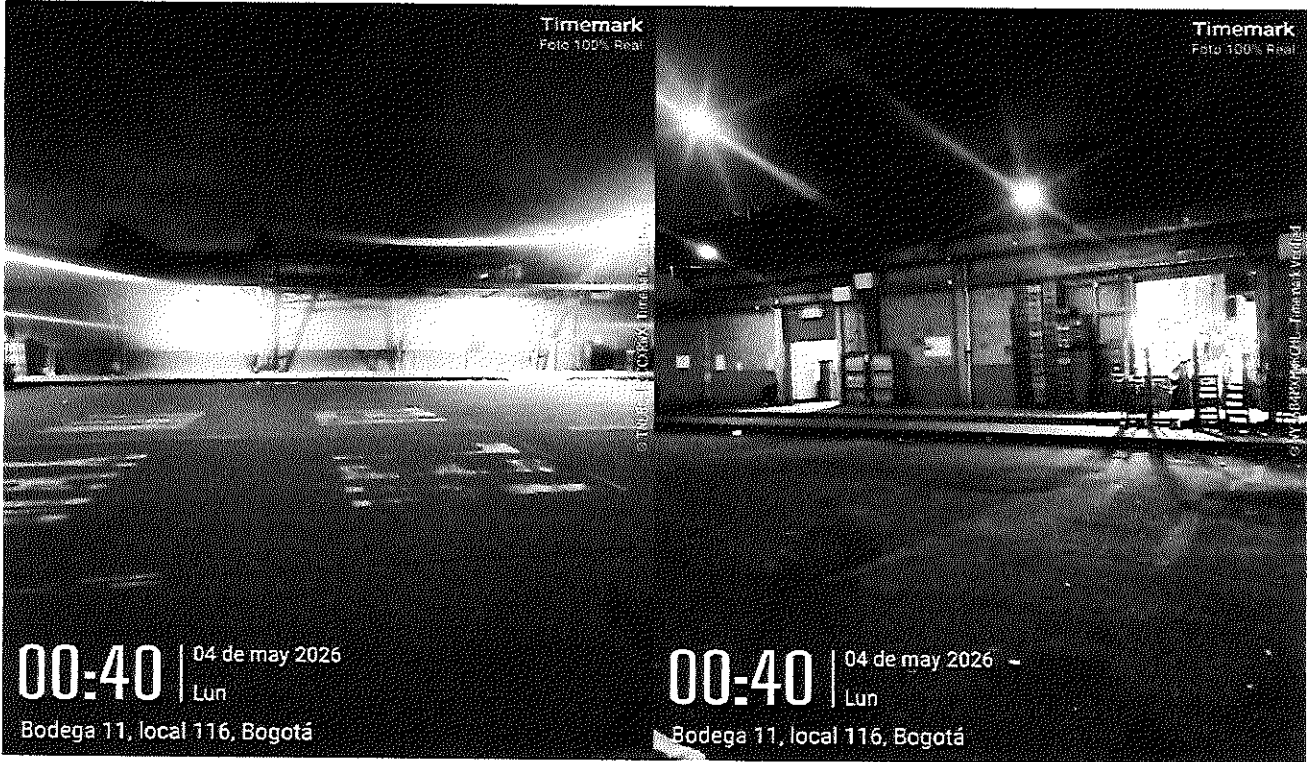 Timemark
Foto 100% Real
00:40
04 de may 2026
Lun
Bodega 11, local 116, Bogotá
Timemark
Foto 100% Real
00:40
04 de may 2026
Lun
Bodega 11, local 116, Bogotá